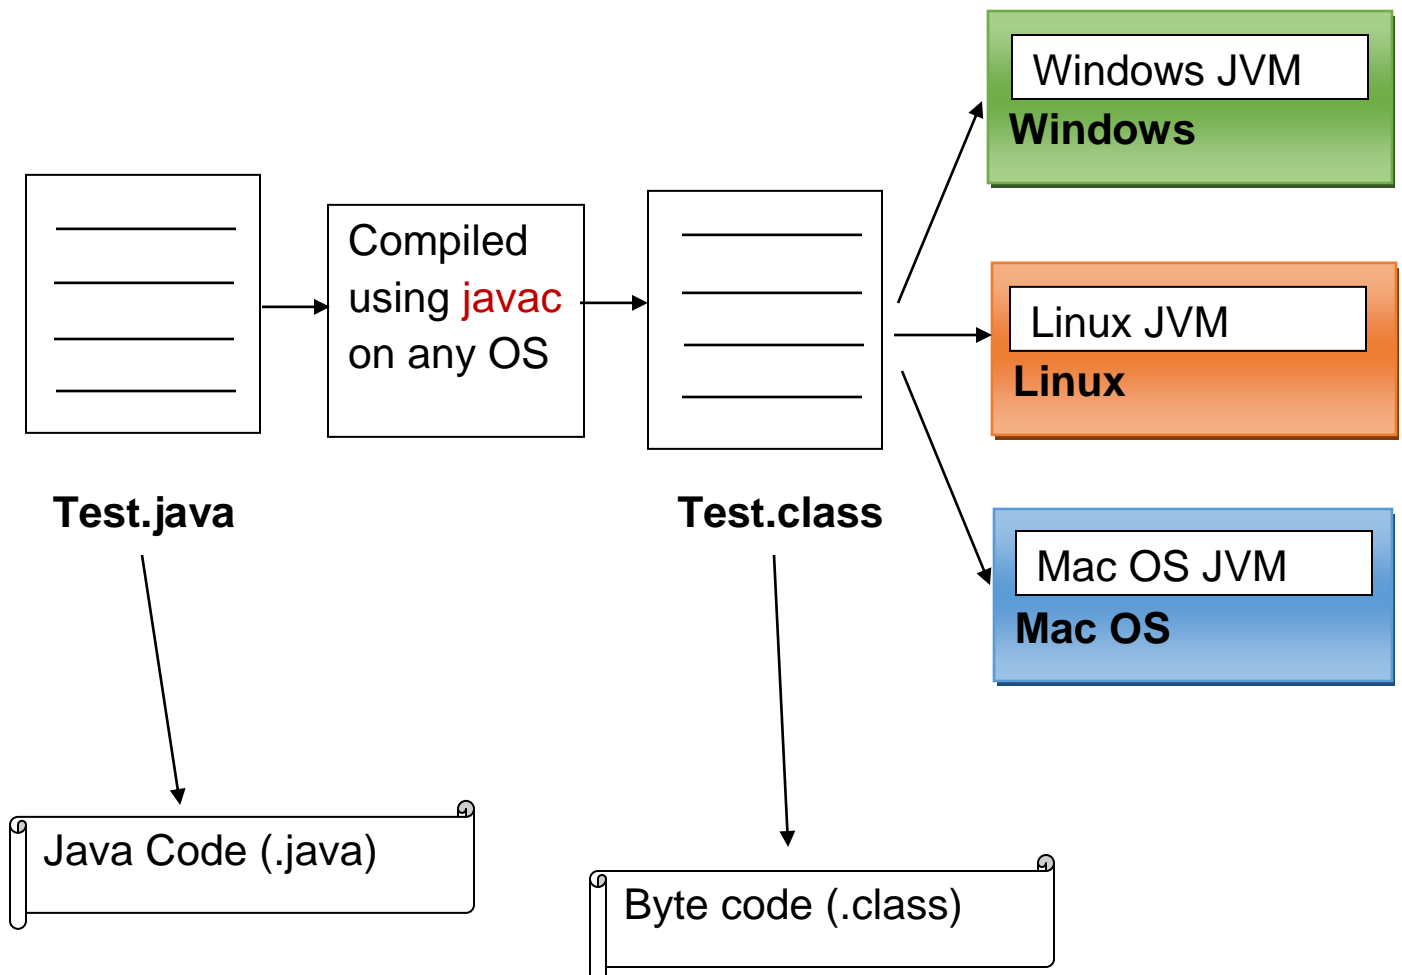 Windows JVM
Windows
Compiled
using javac
on any OS
Linux JVM
Linux
Test.java
Test.class
Mac OS JVM
Mac OS
Java Code (.java)
Byte code (.class)